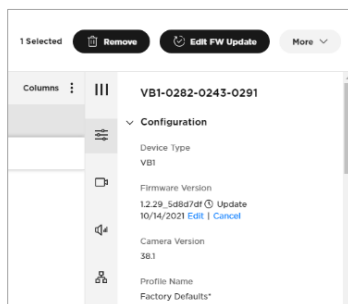 1 Selected
Remove
Edit FW Update
More
Columns
VB1-0282-0243-0291
Configuration
Device Type
VB1
Firmware Version
1.2.29_5d8d7df Update
10/14/2021 Edit | Cancel
Camera Version
38.1
Profile Name
Factory Defaults*